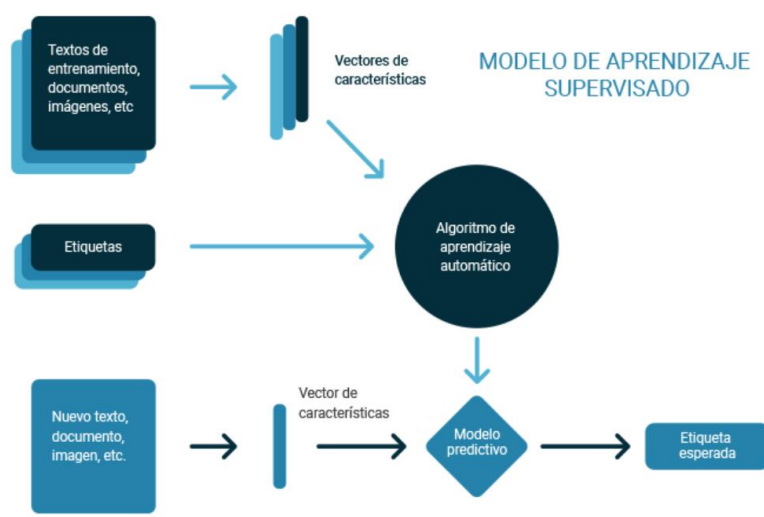 Textos de
entrenamiento,
documentos,
imágenes, etc
Vectores de
características
MODELO DE APRENDIZAJE
SUPERVISADO
Etiquetas
Algoritmo de
aprendizaje
automático
Nuevo texto,
documento,
imagen, etc.
Vector de
características
Modelo
predictivo
Etiqueta
esperada